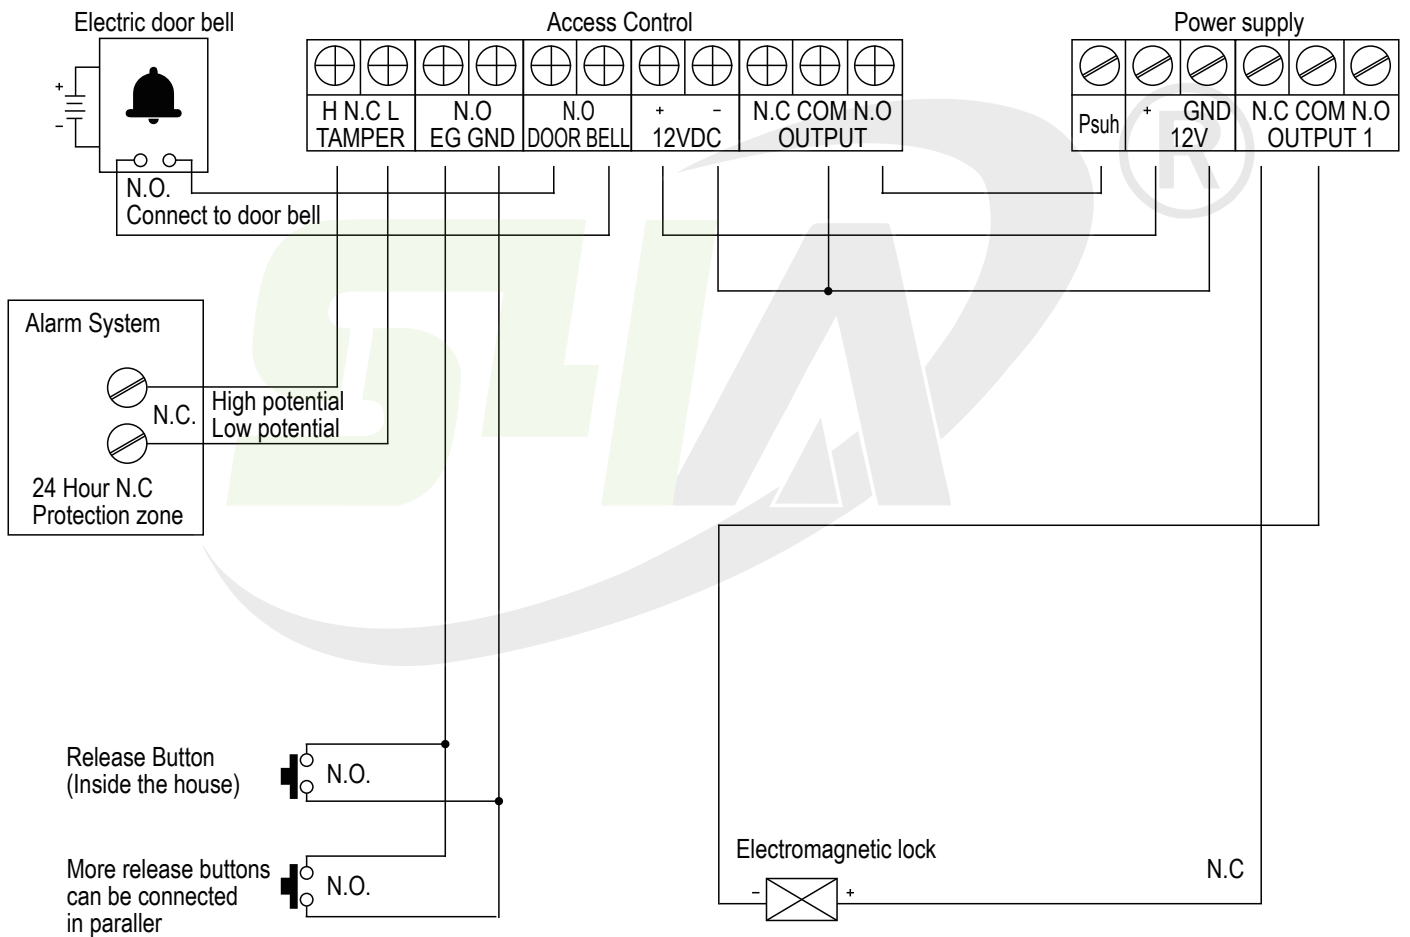 Electric door bell
Access Control
Power supply
+
−
H N.C L
TAMPER
N.O
EG GND
N.O
DOOR BELL
+ −
12VDC
N.C COM N.O
OUTPUT
Psuh
+ GND
12V
N.C COM N.O
OUTPUT 1
®
N.O.
Connect to door bell
S4A
Alarm System
N.C.
High potential
Low potential
24 Hour N.C
Protection zone
Release Button
(Inside the house)
N.O.
More release buttons
can be connected
in paraller
N.O.
Electromagnetic lock
− +
N.C